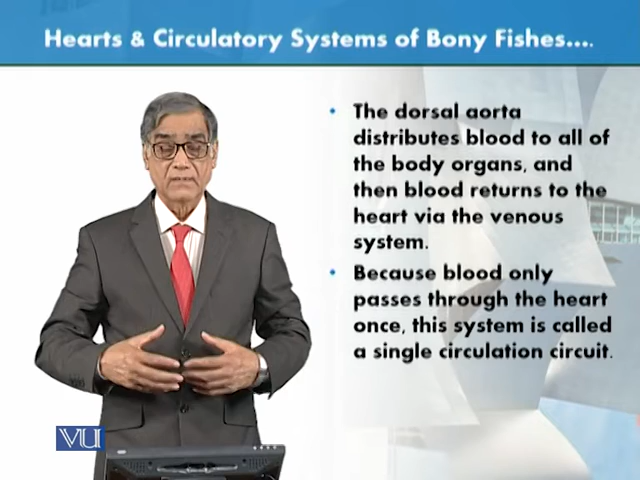 Hearts & Circulatory Systems of Bony Fishes....
• The dorsal aorta
distributes blood to all of
the body organs, and
then blood returns to the
heart via the venous
system.
• Because blood only
passes through the heart
once, this system is called
a single circulation circuit.
VU